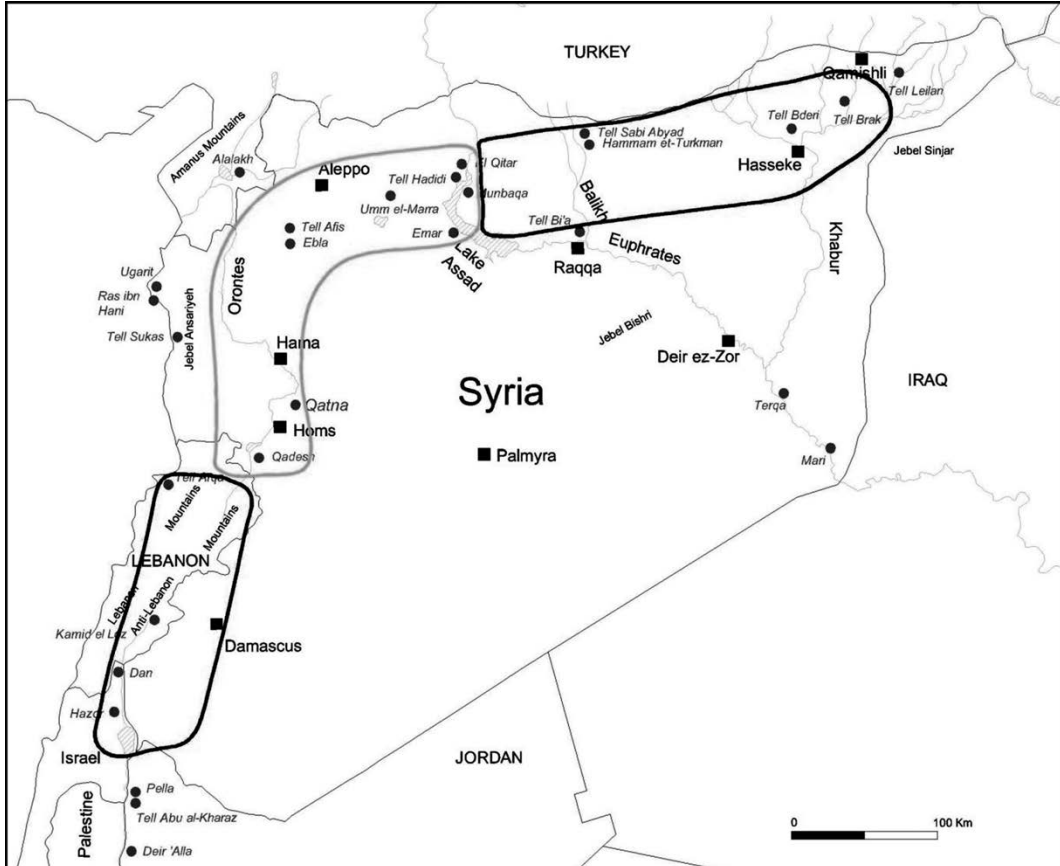 TURKEY
Qamishli
Tell Leilan
Tell Bderi
Tell Brak
Tell Sabi Abyad
Hammam et-Turkman
Hasseke
Jebel Sinjar
Amanus Mountains
Alalakh
Aleppo
El Qitar
Tell Hadidi
Munbaqa
Umm el-Marra
Balikh
Tell Afis
Ebla
Emar
Tell Bi'a
Lake
Assad
Raqqa
Euphrates
Khabur
Ugarit
Ras ibn
Hani
Orontes
Tell Sukas
Jebel Ansariyeh
Jebel Bishri
Hama
Deir ez-Zor
Syria
IRAQ
Qatna
Terqa
Homs
Qadesh
Palmyra
Mari
Tell Arqa
Mountains
Mountains
LEBANON
Lebanon
Anti-Lebanon
Kamid el Loz
Damascus
Dan
Hazor
Israel
JORDAN
Pella
Palestine
Tell Abu al-Kharaz
Deir 'Alla
0
100 Km